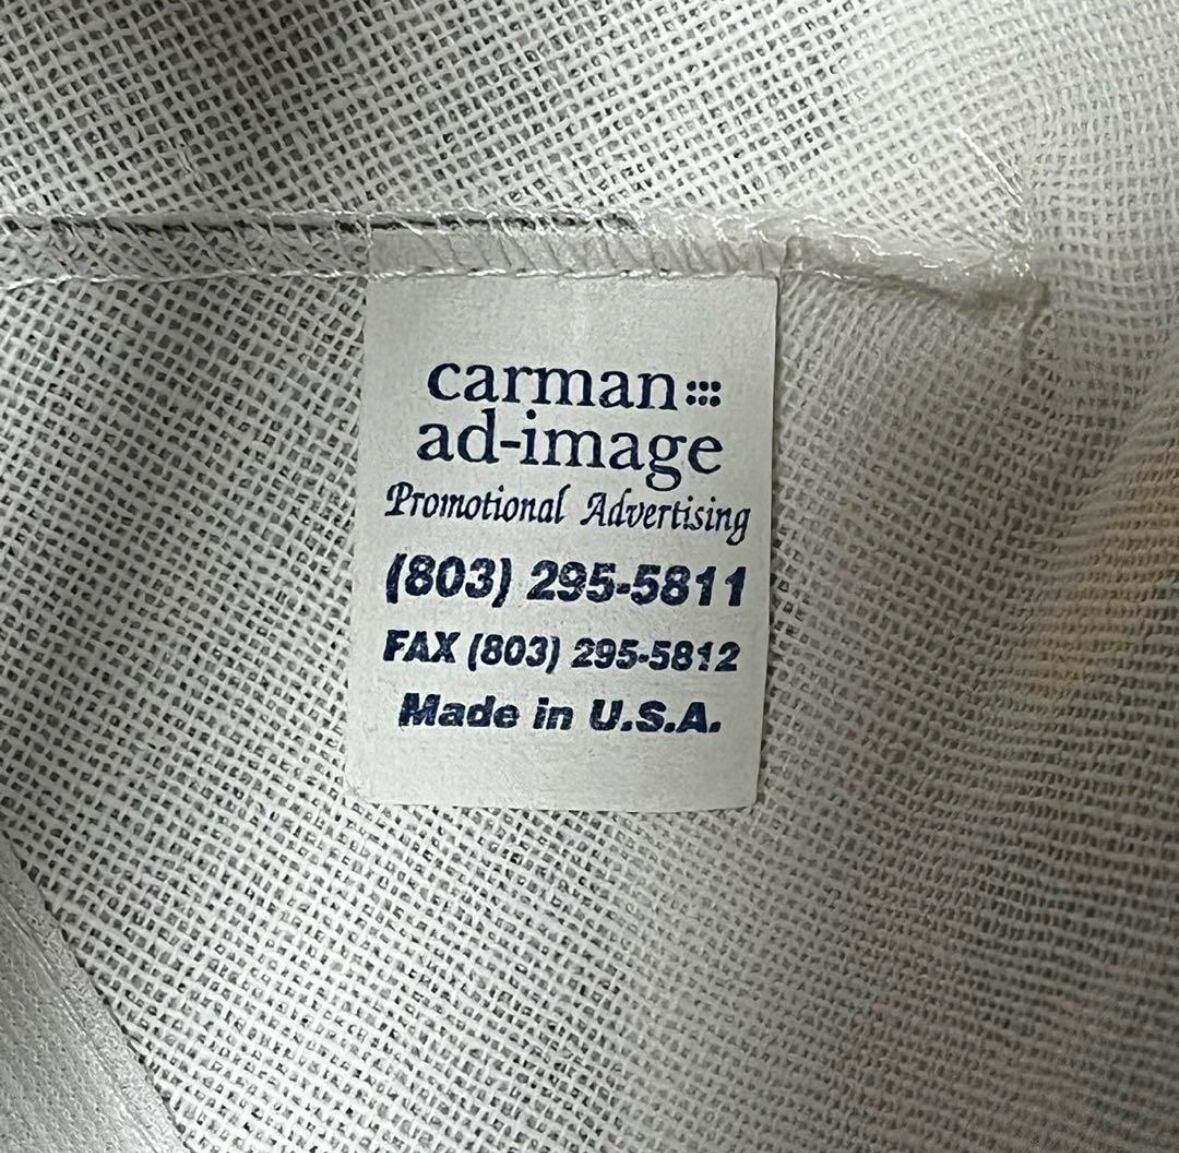 carman
ad-image
Promotional Advertising
(803) 295-5811
FAX (803) 295-5812
Made in U.S.A.